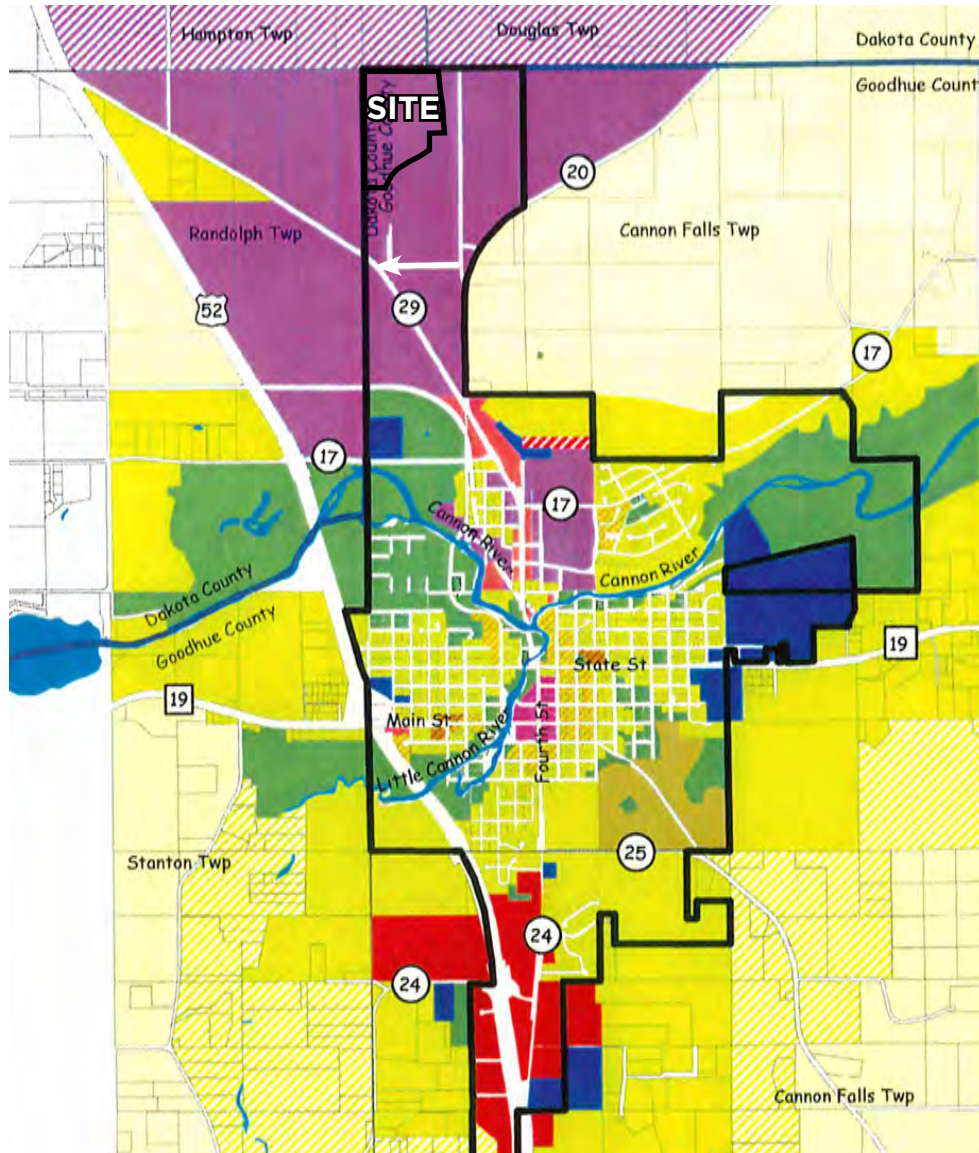 Hampton Twp
Douglas Twp
Dakota County
Goodhue Count
SITE
Dakota County
Goodhue County
20
Randolph Twp
Cannon Falls Twp
52
29
17
17
17
Cannon River
Cannon River
Dakota County
Goodhue County
State St
19
19
Main St
Fourth St
Little Cannon River
Stanton Twp
25
24
24
Cannon Falls Twp